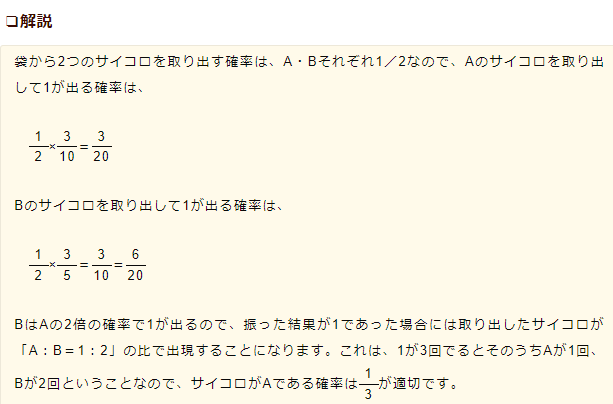 ❏解説
袋から2つのサイコロを取り出す確率は、A・Bそれぞれ1／2なので、Aのサイコロを取り出
して1が出る確率は、
1/2×3/10=3/20
Bのサイコロを取り出して1が出る確率は、
1/2×3/5=3/10=6/20
BはAの2倍の確率で1が出るので、振った結果が1であった場合には取り出したサイコロが
「A：B＝1：2」の比で出現することになります。これは、1が3回でるとそのうちAが1回、
Bが2回ということなので、サイコロがAである確率は1/3が適切です。